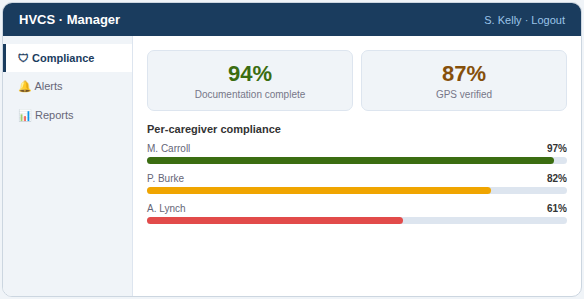 HVCS · Manager
S. Kelly · Logout
🛡 Compliance
🔔 Alerts
📊 Reports
94%
Documentation complete
87%
GPS verified
Per-caregiver compliance
M. Carroll 97%
P. Burke 82%
A. Lynch 61%